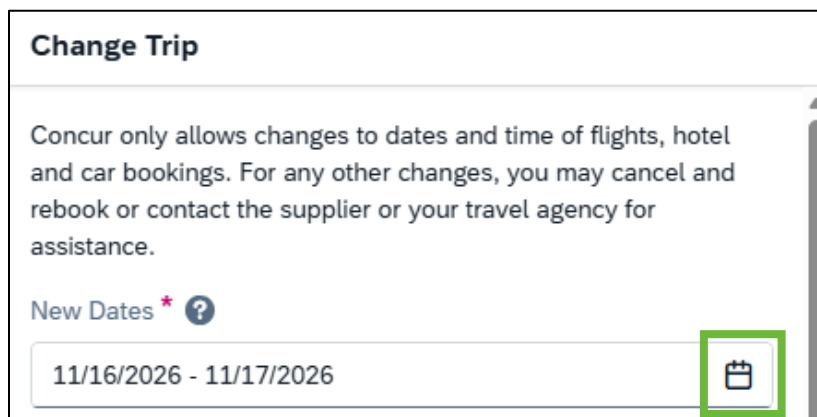 Change Trip
Concur only allows changes to dates and time of flights, hotel
and car bookings. For any other changes, you may cancel and
rebook or contact the supplier or your travel agency for
assistance.
New Dates * ?
11/16/2026 - 11/17/2026